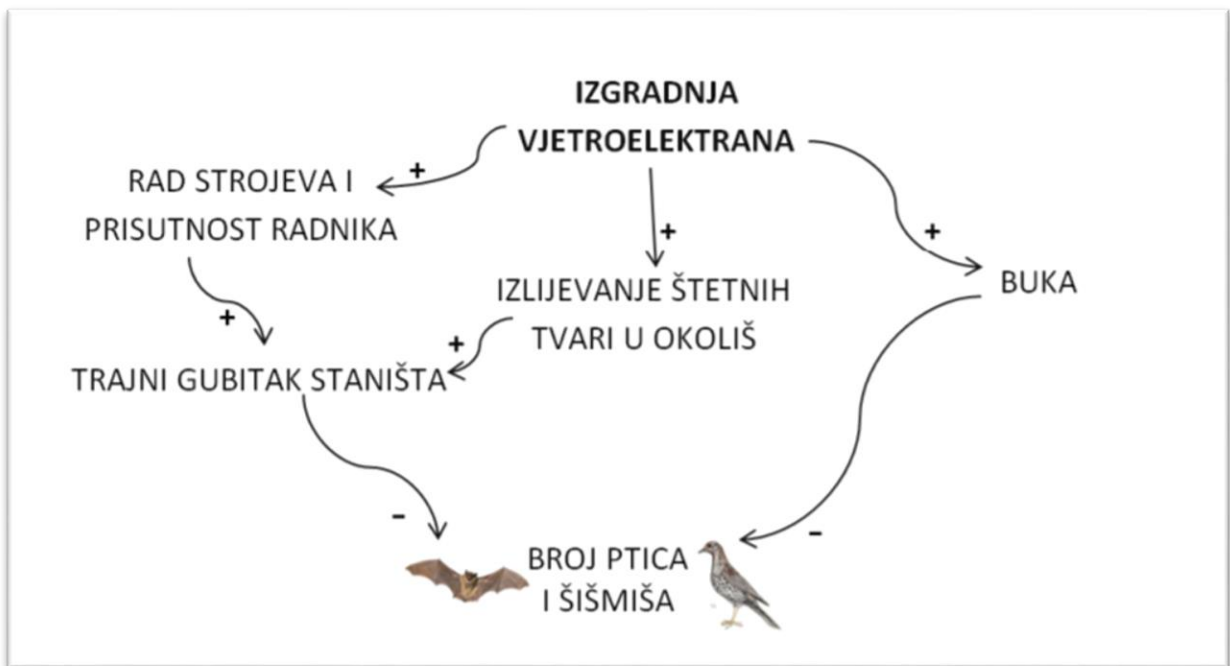 IZGRADNJA
VJETROELEKTRANA
+
RAD STROJEVA I
PRISUTNOST RADNIKA
+
+
IZLIJEVANJE ŠTETNIH
TVARI U OKOLIŠ
BUKA
+
+
TRAJNI GUBITAK STANIŠTA
-
-
BROJ PTICA
I ŠIŠMIŠA